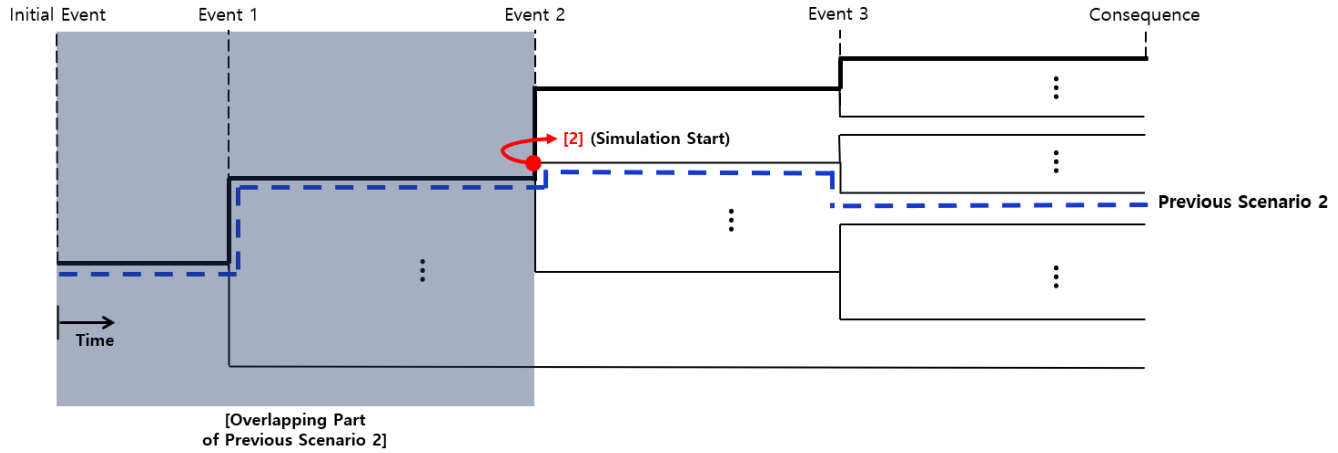 Initial Event
Event 1
Event 2
Event 3
Consequence
[2] (Simulation Start)
Previous Scenario 2
Time
[Overlapping Part
of Previous Scenario 2]